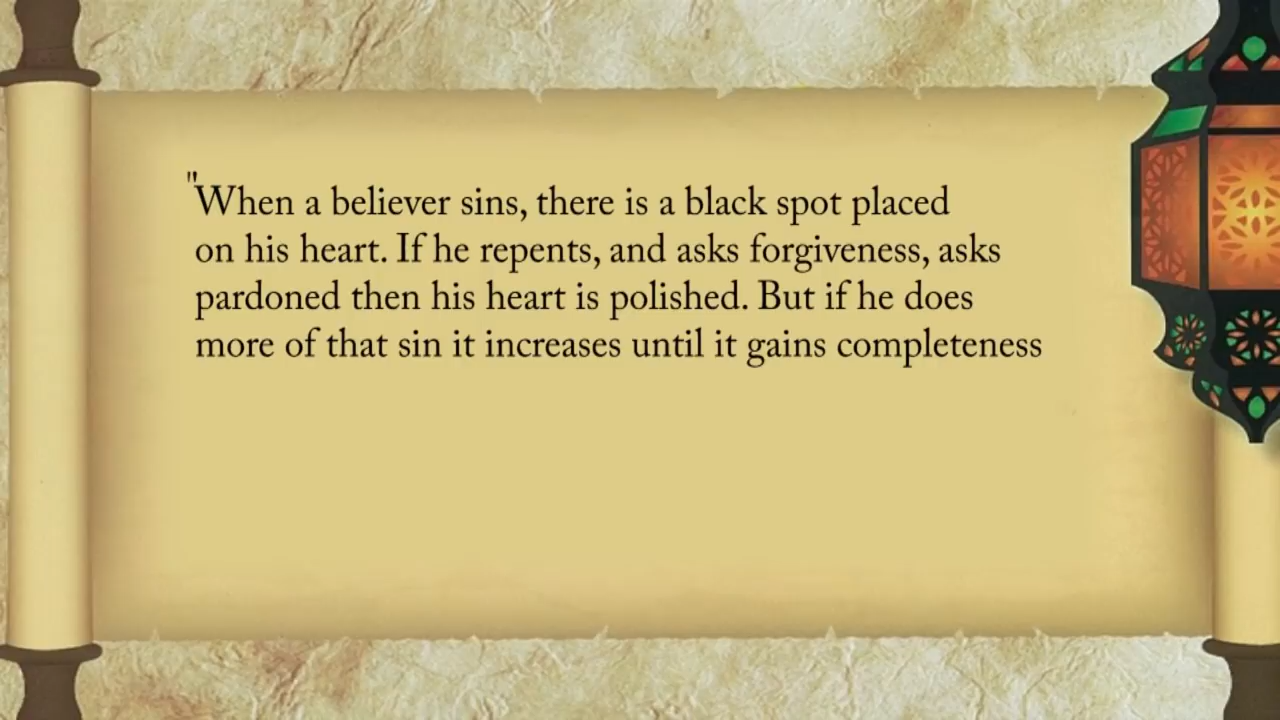 "When a believer sins, there is a black spot placed
on his heart. If he repents, and asks forgiveness, asks
pardoned then his heart is polished. But if he does
more of that sin it increases until it gains completeness